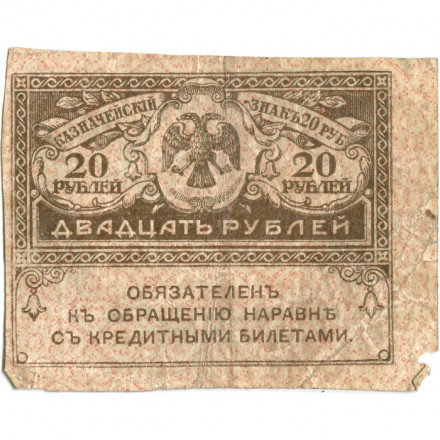 КАЗНАЧЕЙСКІЙ ЗНАКЪ 20 РУБ.
20 РУБЛЕЙ 20 РУБЛЕЙ
ДВАДЦАТЬ РУБЛЕЙ
ОБЯЗАТЕЛЕНЪ
КЪ ОБРАЩЕНІЮ НАРАВНѢ
СЪ КРЕДИТНЫМИ БИЛЕТАМИ.